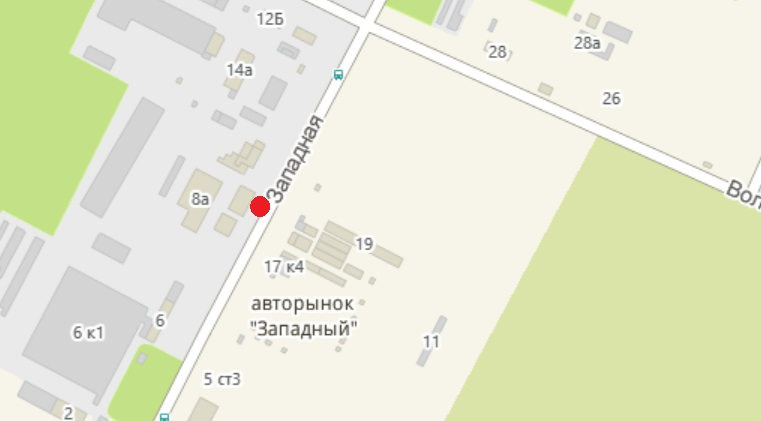 12Б
14а
28
28а
26
Западная
Вол
8а
19
17 к4
авторынок
"Западный"
6
6 к1
11
5 ст3
2